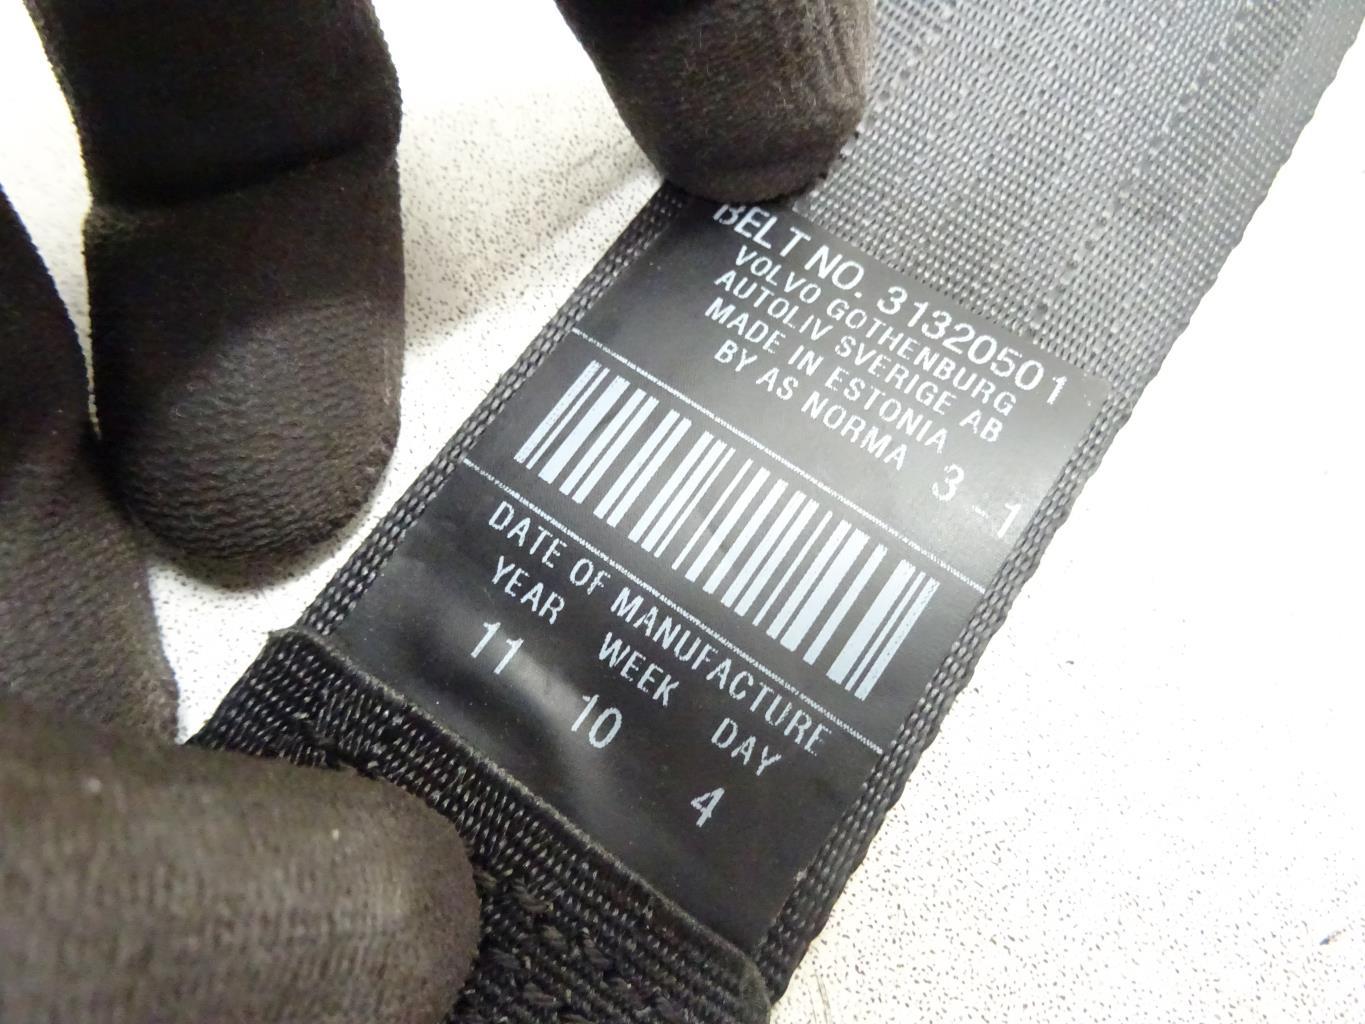 BELT NO. 31320501
VOLVO GOTHENBURG
AUTOLIV SVERIGE AB
MADE IN ESTONIA
BY AS NORMA 3 - 1
DATE OF MANUFACTURE
YEAR WEEK DAY
11 10 4